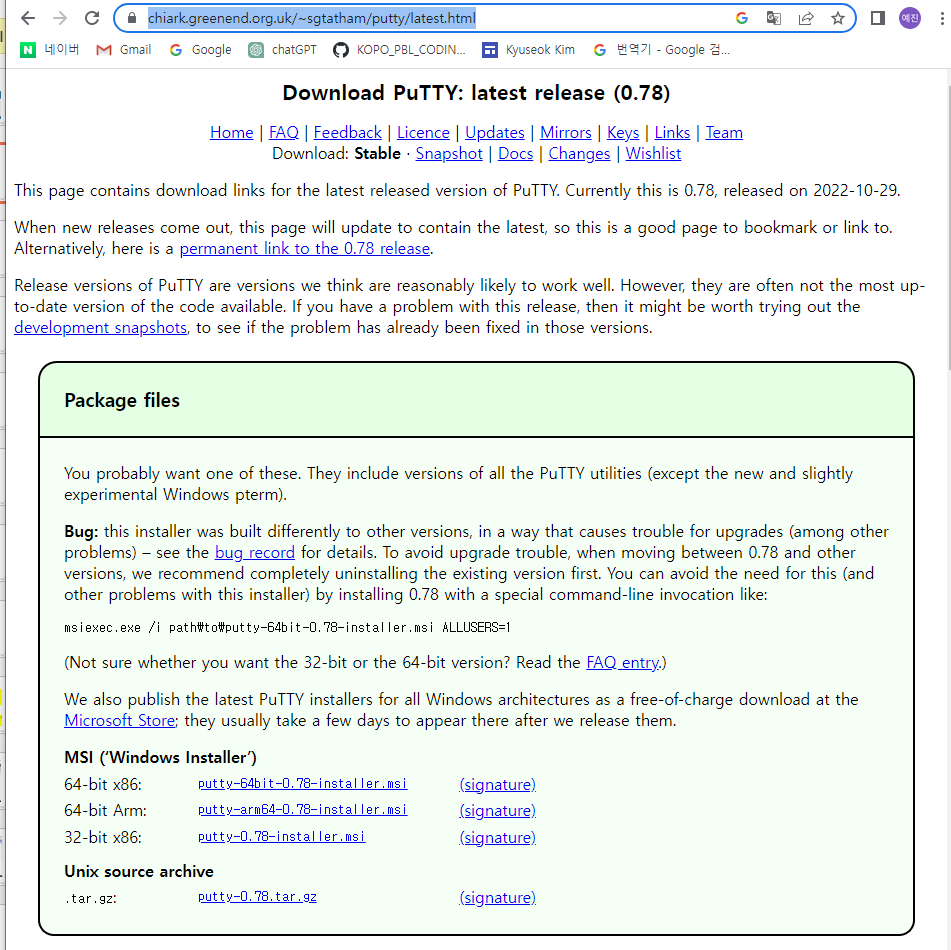 chiark.greenend.org.uk/~sgtatham/putty/latest.html
예진
네이버 Gmail Google chatGPT KOPO_PBL_CODIN... Kyuseok Kim 번역기 - Google 검...
Download PuTTY: latest release (0.78)
Home | FAQ | Feedback | Licence | Updates | Mirrors | Keys | Links | Team
Download: Stable · Snapshot | Docs | Changes | Wishlist
This page contains download links for the latest released version of PuTTY. Currently this is 0.78, released on 2022-10-29.
When new releases come out, this page will update to contain the latest, so this is a good page to bookmark or link to.
Alternatively, here is a permanent link to the 0.78 release.
Release versions of PuTTY are versions we think are reasonably likely to work well. However, they are often not the most up-
to-date version of the code available. If you have a problem with this release, then it might be worth trying out the
development snapshots, to see if the problem has already been fixed in those versions.
Package files
You probably want one of these. They include versions of all the PuTTY utilities (except the new and slightly
experimental Windows pterm).
Bug: this installer was built differently to other versions, in a way that causes trouble for upgrades (among other
problems) – see the bug record for details. To avoid upgrade trouble, when moving between 0.78 and other
versions, we recommend completely uninstalling the existing version first. You can avoid the need for this (and
other problems with this installer) by installing 0.78 with a special command-line invocation like:
msiexec.exe /i path₩to₩putty-64bit-0.78-installer.msi ALLUSERS=1
(Not sure whether you want the 32-bit or the 64-bit version? Read the FAQ entry.)
We also publish the latest PuTTY installers for all Windows architectures as a free-of-charge download at the
Microsoft Store; they usually take a few days to appear there after we release them.
MSI (‘Windows Installer’)
64-bit x86: putty-64bit-0.78-installer.msi (signature)
64-bit Arm: putty-arm64-0.78-installer.msi (signature)
32-bit x86: putty-0.78-installer.msi (signature)
Unix source archive
.tar.gz: putty-0.78.tar.gz (signature)